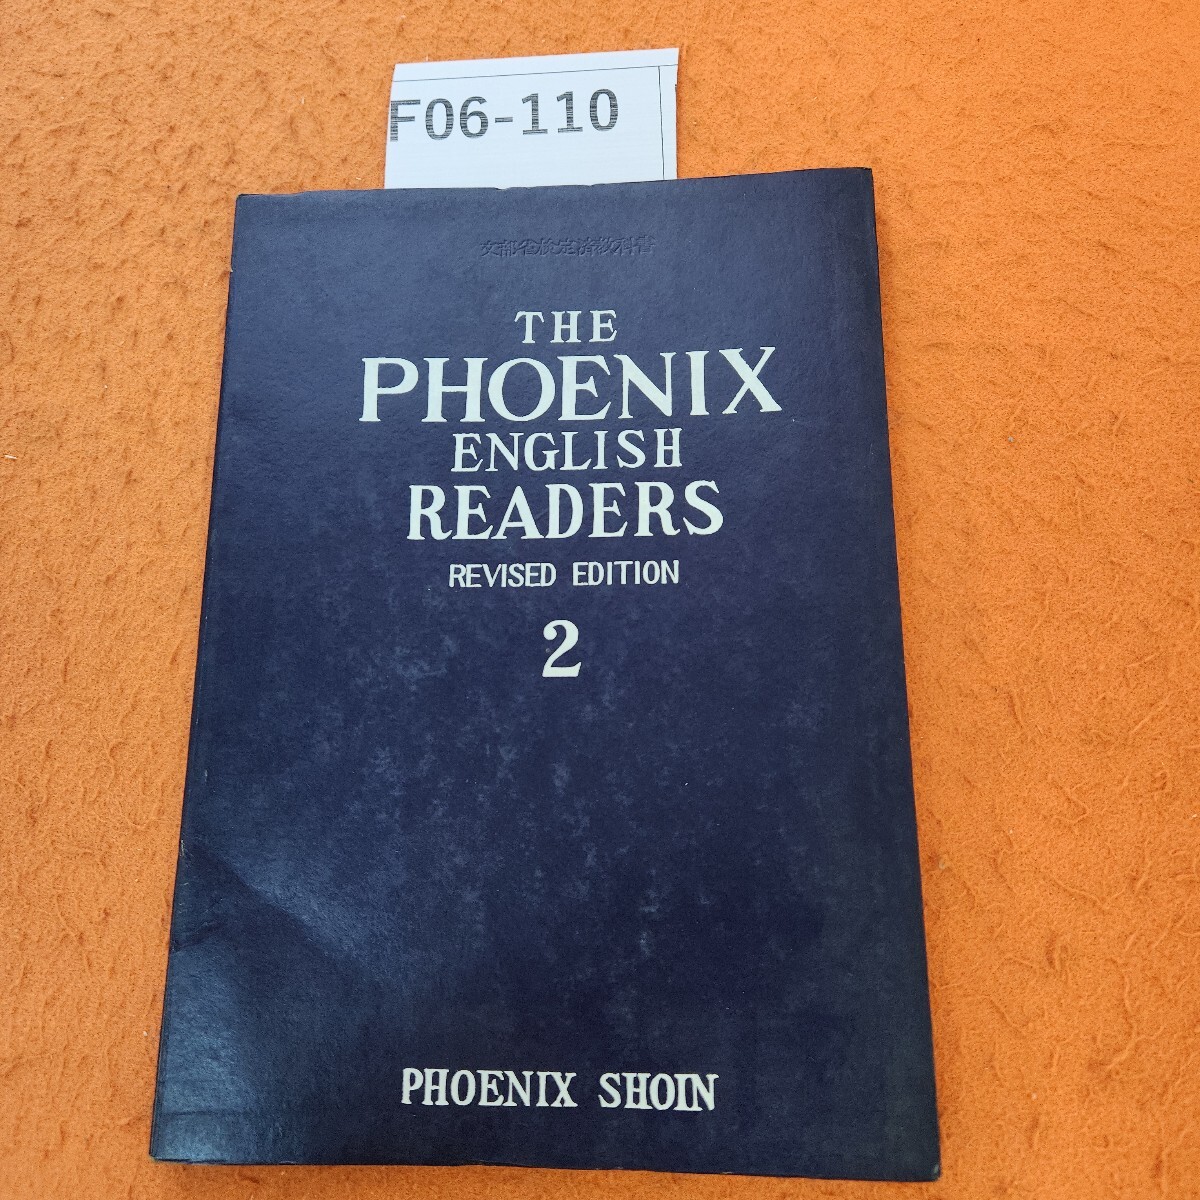 F06-110
文部省検定済教科書
THE
PHOENIX
ENGLISH
READERS
REVISED EDITION
2
PHOENIX SHOIN